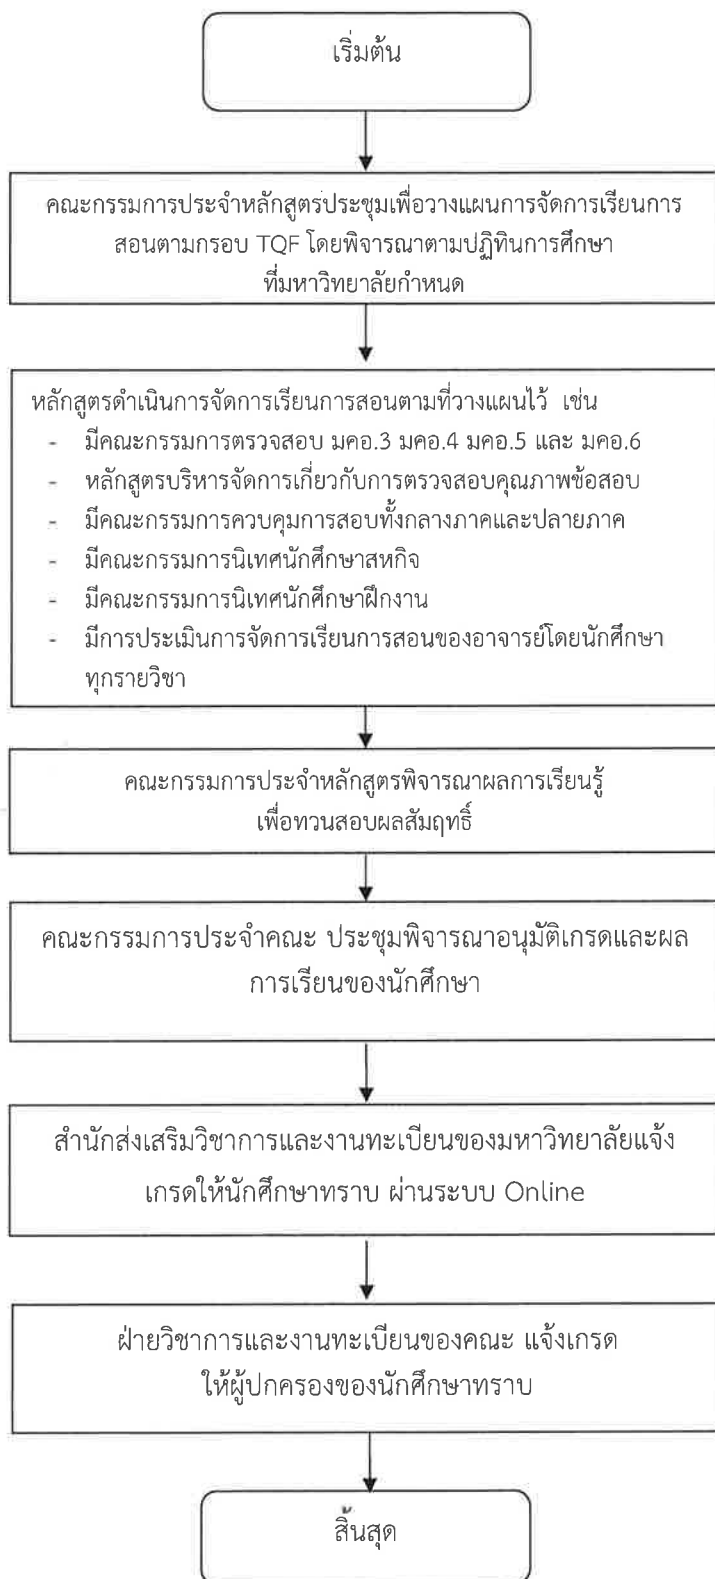 เริ่มต้น
คณะกรรมการประจำหลักสูตรประชุมเพื่อวางแผนการจัดการเรียนการ
สอนตามกรอบ TQF โดยพิจารณาตามปฏิทินการศึกษา
ที่มหาวิทยาลัยกำหนด
หลักสูตรดำเนินการจัดการเรียนการสอนตามที่วางแผนไว้ เช่น
- มีคณะกรรมการตรวจสอบ มคอ.3 มคอ.4 มคอ.5 และ มคอ.6
- หลักสูตรบริหารจัดการเกี่ยวกับการตรวจสอบคุณภาพข้อสอบ
- มีคณะกรรมการควบคุมการสอบทั้งกลางภาคและปลายภาค
- มีคณะกรรมการนิเทศนักศึกษาสหกิจ
- มีคณะกรรมการนิเทศนักศึกษาฝึกงาน
- มีการประเมินการจัดการเรียนการสอนของอาจารย์โดยนักศึกษา
ทุกรายวิชา
คณะกรรมการประจำหลักสูตรพิจารณาผลการเรียนรู้
เพื่อทวนสอบผลสัมฤทธิ์
คณะกรรมการประจำคณะ ประชุมพิจารณาอนุมัติเกรดและผล
การเรียนของนักศึกษา
สำนักส่งเสริมวิชาการและงานทะเบียนของมหาวิทยาลัยแจ้ง
เกรดให้นักศึกษาทราบ ผ่านระบบ Online
ฝ่ายวิชาการและงานทะเบียนของคณะ แจ้งเกรด
ให้ผู้ปกครองของนักศึกษาทราบ
สิ้นสุด